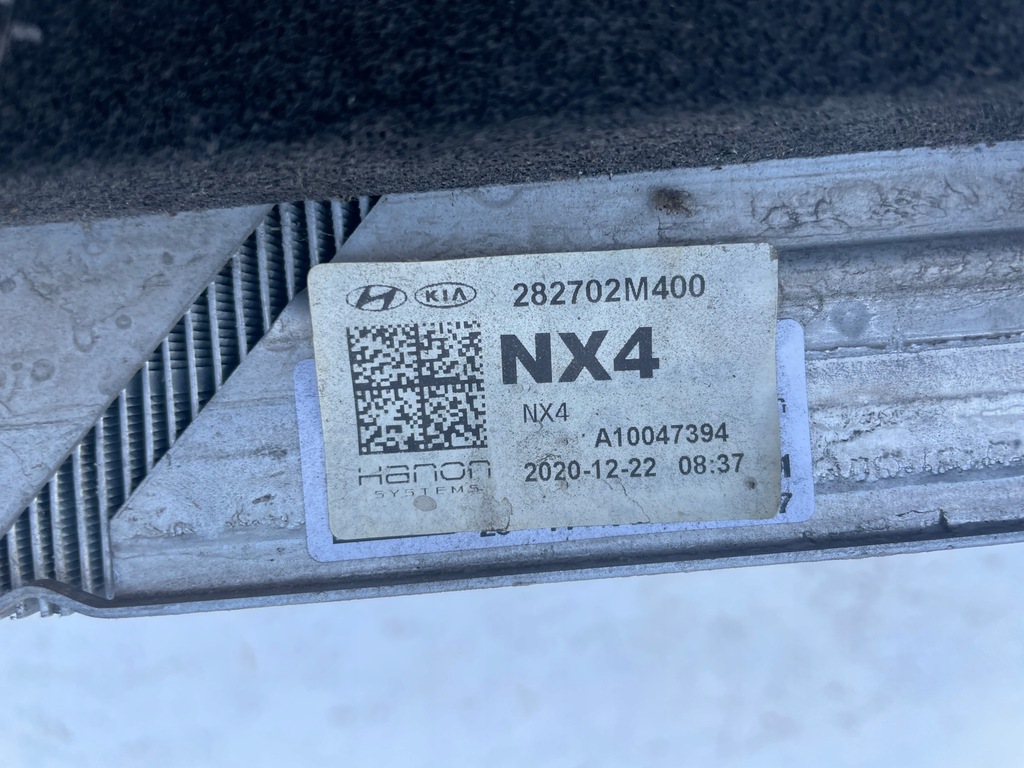 KIA
282702M400
NX4
NX4
A10047394
Hanon
SYSTEMS
2020-12-22 08:37